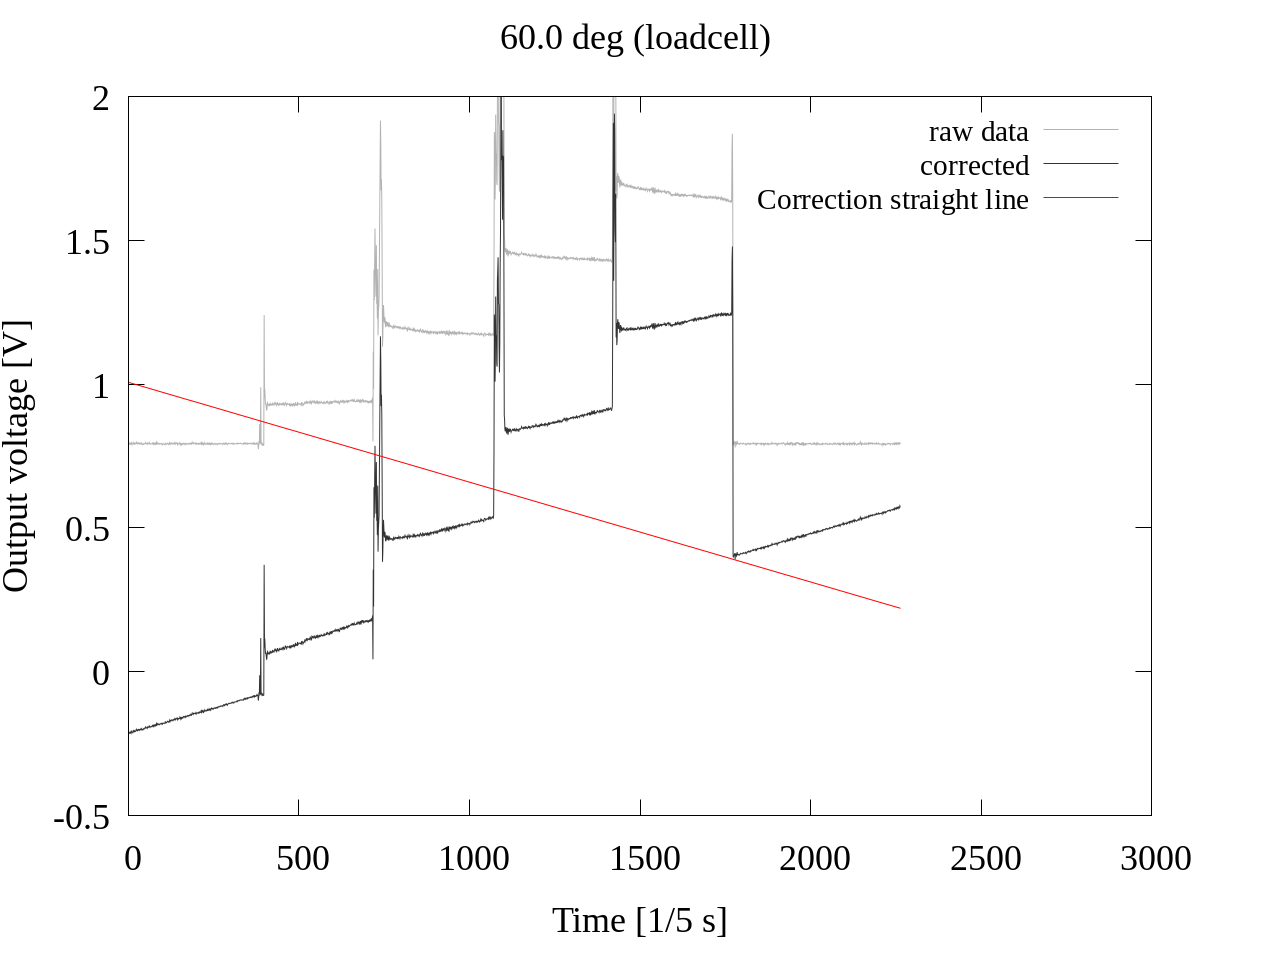 60.0 deg (loadcell)
raw data
corrected
Correction straight line
2
1.5
1
0.5
0
-0.5
Output voltage [V]
0 500 1000 1500 2000 2500 3000
Time [1/5 s]